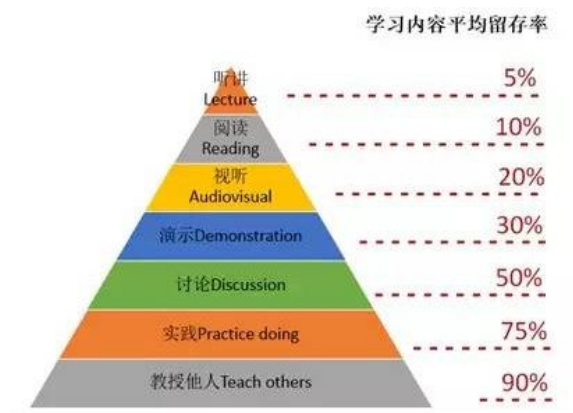 学习内容平均留存率
听讲
Lecture
5%
阅读
Reading
10%
视听
Audiovisual
20%
演示Demonstration
30%
讨论Discussion
50%
实践Practice doing
75%
教授他人Teach others
90%